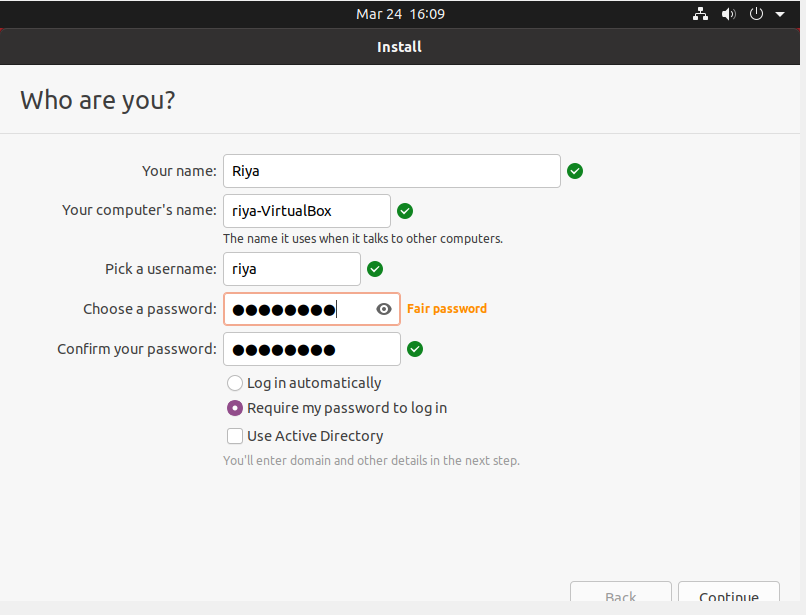 Mar 24 16:09
Install
Who are you?
Your name: Riya
Your computer's name: riya-VirtualBox
The name it uses when it talks to other computers.
Pick a username: riya
Choose a password: ●●●●●●●● Fair password
Confirm your password: ●●●●●●●●
Log in automatically
Require my password to log in
Use Active Directory
You'll enter domain and other details in the next step.
Back Continue